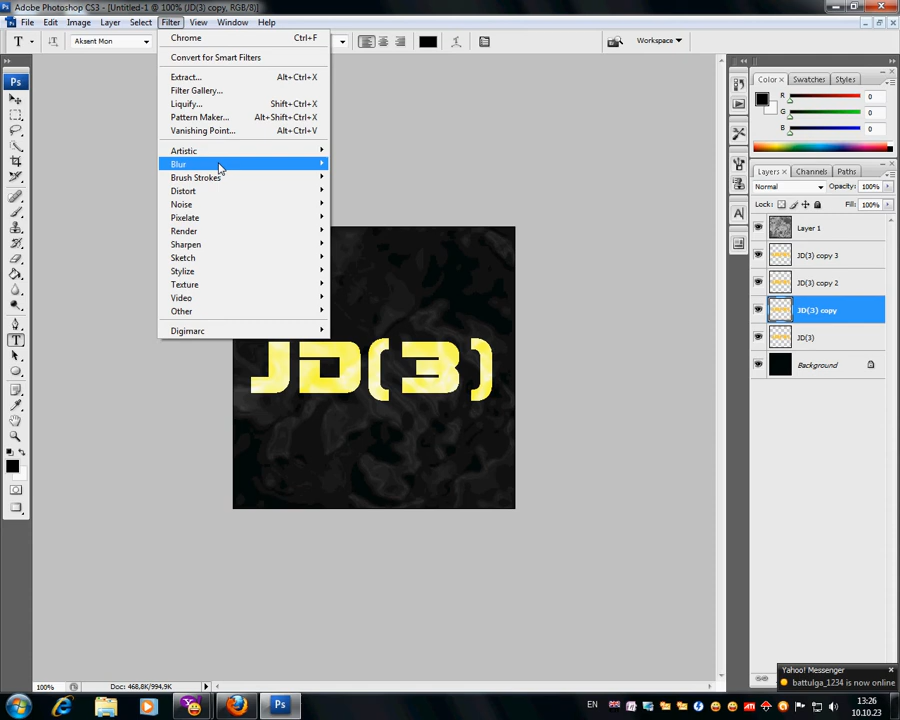 Adobe Photoshop CS3 - [Untitled-1 @ 100% (JD(3) copy, RGB/8)]
File Edit Image Layer Select Filter View Window Help
Aksent Mon
Workspace
Chrome Ctrl+F
Convert for Smart Filters
Extract... Alt+Ctrl+X
Filter Gallery...
Liquify... Shift+Ctrl+X
Pattern Maker... Alt+Shift+Ctrl+X
Vanishing Point... Alt+Ctrl+V
Artistic
Blur
Brush Strokes
Distort
Noise
Pixelate
Render
Sharpen
Sketch
Stylize
Texture
Video
Other
Digimarc
JD(3)
Color Swatches Styles
R 0
G 0
B 0
Layers Channels Paths
Normal Opacity: 100%
Lock: Fill: 100%
Layer 1
JD(3) copy 3
JD(3) copy 2
JD(3) copy
JD(3)
Background
100% Doc: 468,8K/994,9K
Yahoo! Messenger
battulga_1234 is now online
EN
13:26
10.10.23